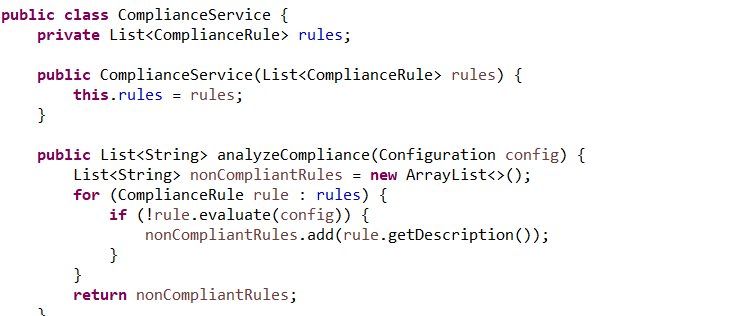 public class ComplianceService {
    private List<ComplianceRule> rules;

    public ComplianceService(List<ComplianceRule> rules) {
        this.rules = rules;
    }

    public List<String> analyzeCompliance(Configuration config) {
        List<String> nonCompliantRules = new ArrayList<>();
        for (ComplianceRule rule : rules) {
            if (!rule.evaluate(config)) {
                nonCompliantRules.add(rule.getDescription());
            }
        }
        return nonCompliantRules;
    }